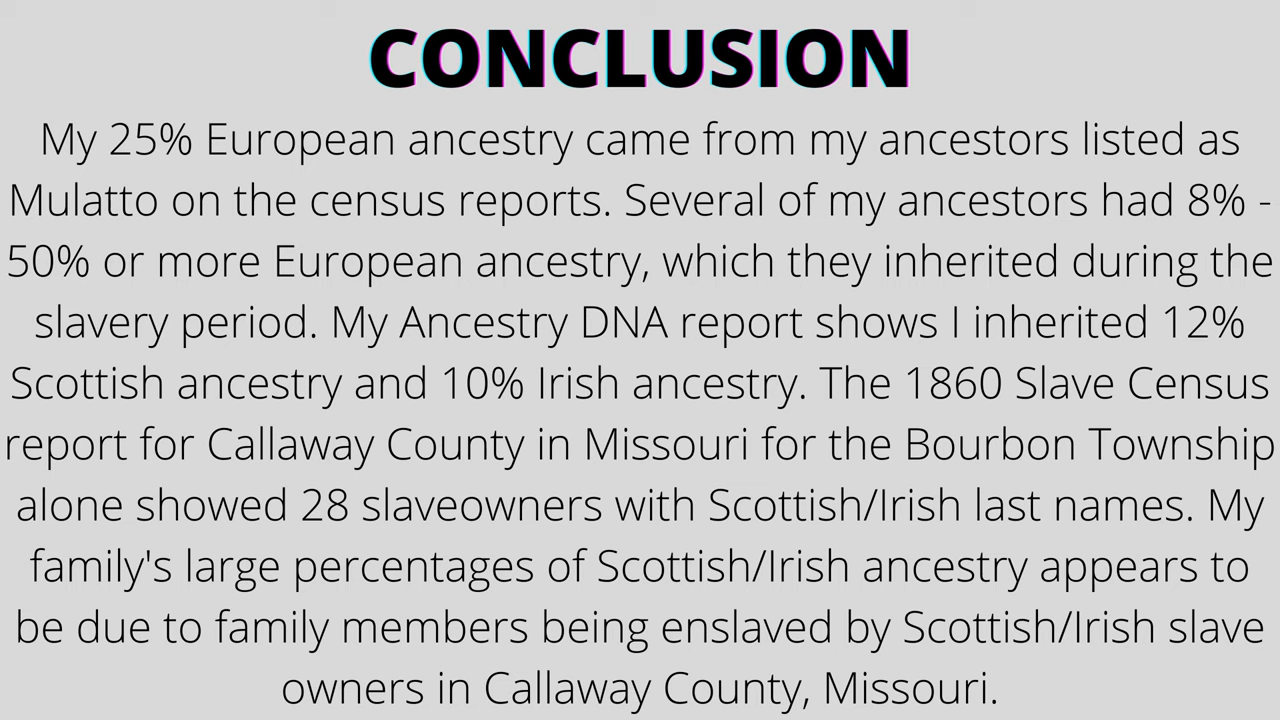 CONCLUSION
My 25% European ancestry came from my ancestors listed as
Mulatto on the census reports. Several of my ancestors had 8% -
50% or more European ancestry, which they inherited during the
slavery period. My Ancestry DNA report shows I inherited 12%
Scottish ancestry and 10% Irish ancestry. The 1860 Slave Census
report for Callaway County in Missouri for the Bourbon Township
alone showed 28 slaveowners with Scottish/Irish last names. My
family's large percentages of Scottish/Irish ancestry appears to
be due to family members being enslaved by Scottish/Irish slave
owners in Callaway County, Missouri.